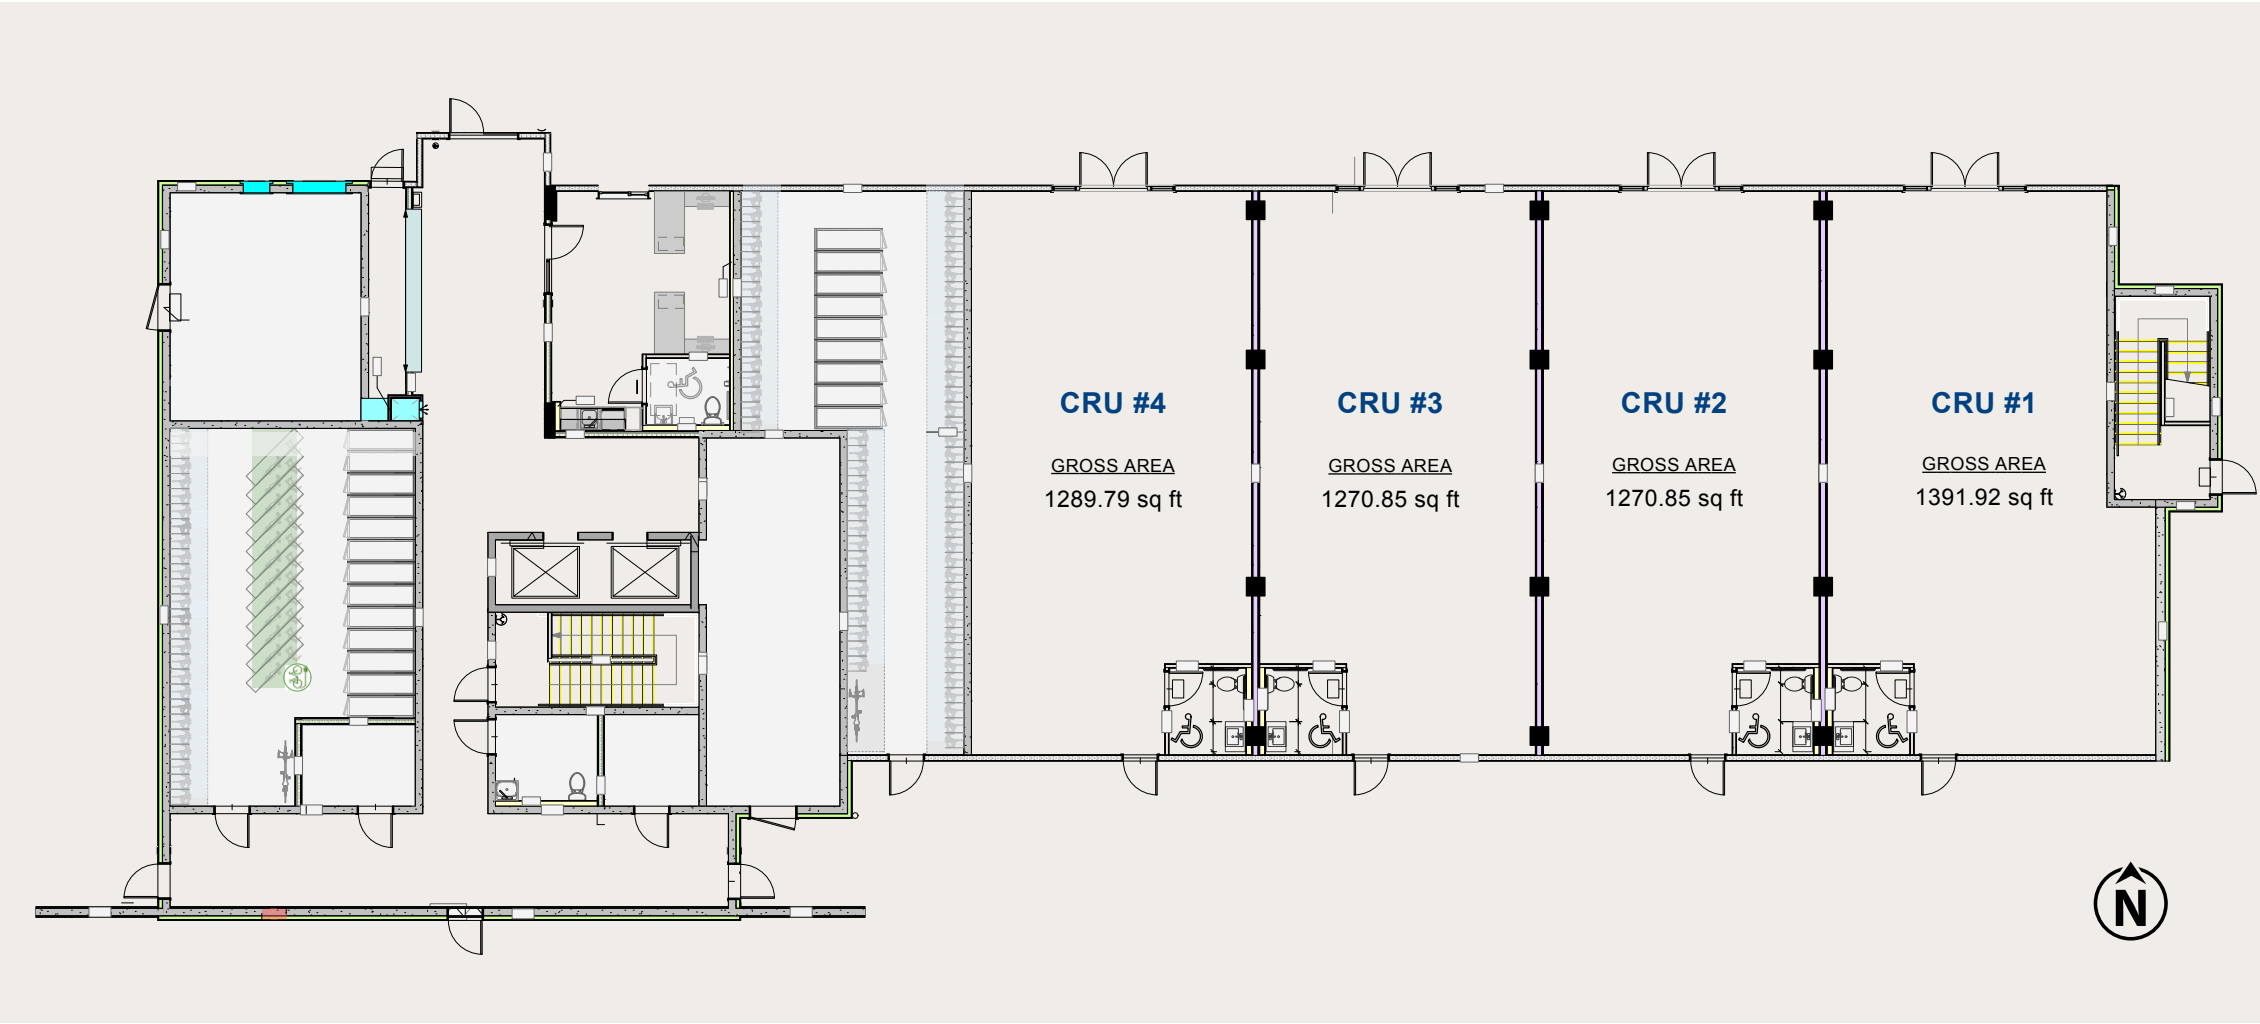 CRU #4
GROSS AREA
1289.79 sq ft
CRU #3
GROSS AREA
1270.85 sq ft
CRU #2
GROSS AREA
1270.85 sq ft
CRU #1
GROSS AREA
1391.92 sq ft
N